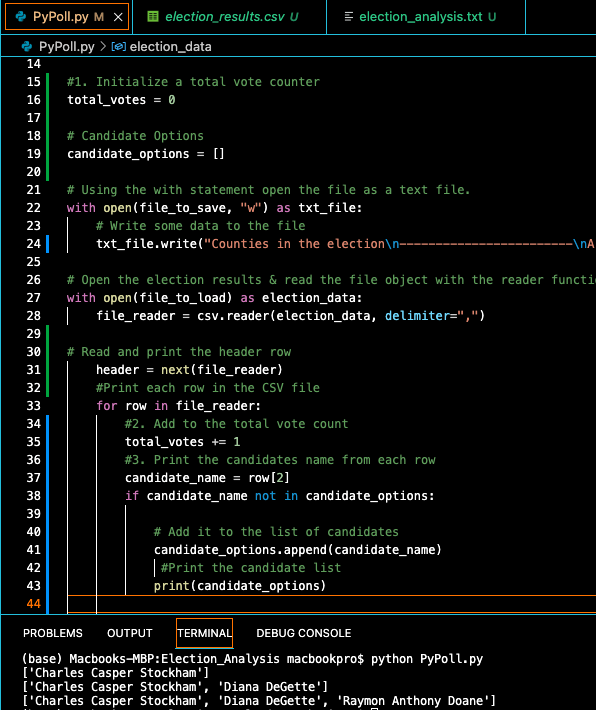 PyPoll.py M ✕ election_results.csv U election_analysis.txt U
PyPoll.py > election_data
14
15 #1. Initialize a total vote counter
16 total_votes = 0
17
18 # Candidate Options
19 candidate_options = []
20
21 # Using the with statement open the file as a text file.
22 with open(file_to_save, "w") as txt_file:
23 # Write some data to the file
24 txt_file.write("Counties in the election\n------------------------\nA
25
26 # Open the election results & read the file object with the reader functi
27 with open(file_to_load) as election_data:
28 file_reader = csv.reader(election_data, delimiter=",")
29
30 # Read and print the header row
31 header = next(file_reader)
32 #Print each row in the CSV file
33 for row in file_reader:
34 #2. Add to the total vote count
35 total_votes += 1
36 #3. Print the candidates name from each row
37 candidate_name = row[2]
38 if candidate_name not in candidate_options:
39
40 # Add it to the list of candidates
41 candidate_options.append(candidate_name)
42 #Print the candidate list
43 print(candidate_options)
44
PROBLEMS OUTPUT TERMINAL DEBUG CONSOLE
(base) Macbooks-MBP:Election_Analysis macbookpro$ python PyPoll.py
['Charles Casper Stockham']
['Charles Casper Stockham', 'Diana DeGette']
['Charles Casper Stockham', 'Diana DeGette', 'Raymon Anthony Doane']